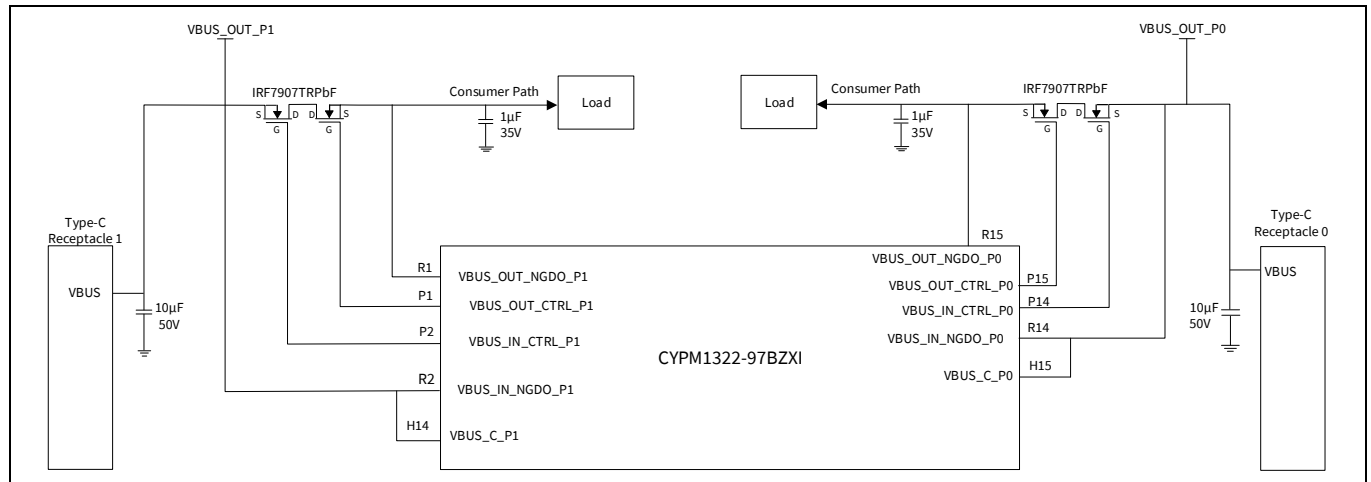 VBUS_OUT_P1
VBUS_OUT_P0
IRF7907TRPbF
Consumer Path
Load
Load
Consumer Path
IRF7907TRPbF
S
D
D
S
G
G
1µF
35V
1µF
35V
S
D
D
S
G
G
Type-C
Receptacle 1
VBUS
10µF
50V
Type-C
Receptacle 0
VBUS
10µF
50V
R1
VBUS_OUT_NGDO_P1
P1
VBUS_OUT_CTRL_P1
P2
VBUS_IN_CTRL_P1
R2
VBUS_IN_NGDO_P1
H14
VBUS_C_P1
CYPM1322-97BZXI
R15
VBUS_OUT_NGDO_P0
VBUS_OUT_CTRL_P0
P15
VBUS_IN_CTRL_P0
P14
VBUS_IN_NGDO_P0
R14
VBUS_C_P0
H15